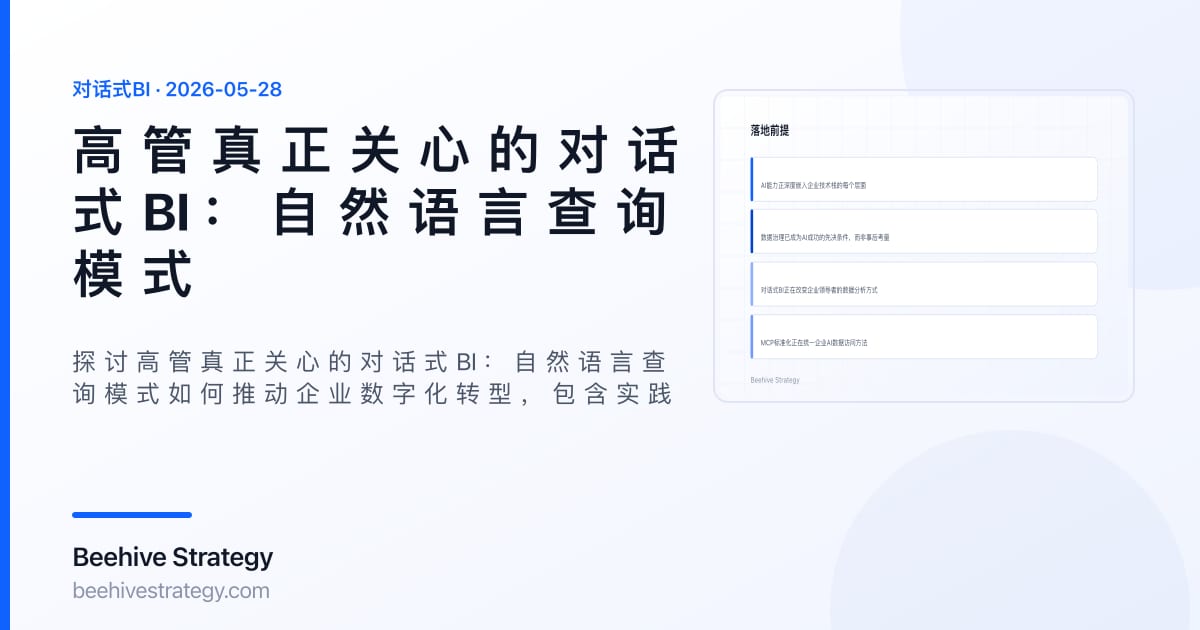 对话式BI · 2026-05-28
高管真正关心的对话
式BI：自然语言查询
模式
探讨高管真正关心的对话式BI：自然语言查
询模式如何推动企业数字化转型，包含实践
Beehive Strategy
beehivestrategy.com
落地前提
AI能力正深度嵌入企业技术栈的每个层面
数据治理已成为AI成功的先决条件，而非事后考量
对话式BI正在改变企业领导者的数据分析方式
MCP标准化正在统一企业AI数据访问方法
Beehive Strategy